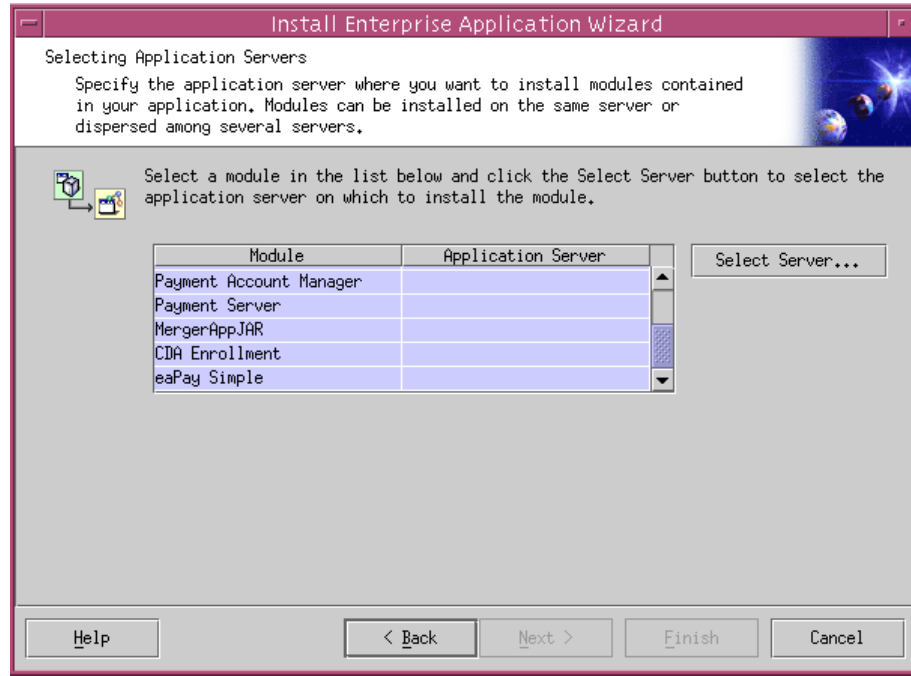 Install Enterprise Application Wizard
Selecting Application Servers
Specify the application server where you want to install modules contained
in your application. Modules can be
installed on the same server or
dispersed among several servers.
Select a module in the list below and click the Select Server button to select the
application server on which to install the module.
Module Application Server
Select Server...
Payment Account Manager
Payment Server
MergerAppJAR
CDA Enrollment
eaPay Simple
Help < Back Next > Finish Cancel